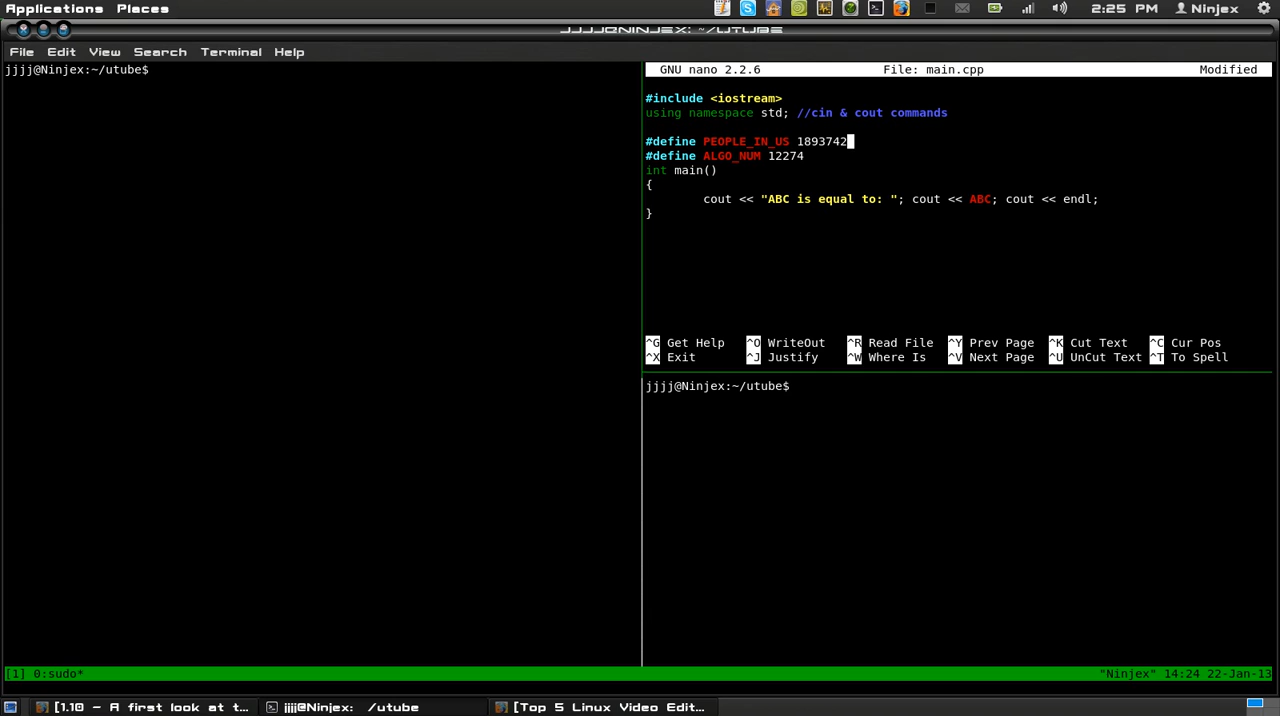 Applications Places 2:25 PM Ninjex
JJJJ@NINJEX: ~/UTUBE
File Edit View Search Terminal Help
jjjj@Ninjex:~/utube$
GNU nano 2.2.6 File: main.cpp Modified
#include <iostream>
using namespace std; //cin & cout commands
#define PEOPLE_IN_US 1893742
#define ALGO_NUM 12274
int main()
{
cout << "ABC is equal to: "; cout << ABC; cout << endl;
}
^G Get Help ^O WriteOut ^R Read File ^Y Prev Page ^K Cut Text ^C Cur Pos
^X Exit ^J Justify ^W Where Is ^V Next Page ^U UnCut Text ^T To Spell
jjjj@Ninjex:~/utube$
[1] 0:sudo* "Ninjex" 14:24 22-Jan-13
[1.10 - A first look at t... jjjj@Ninjex: ~/utube [Top 5 Linux Video Edit...